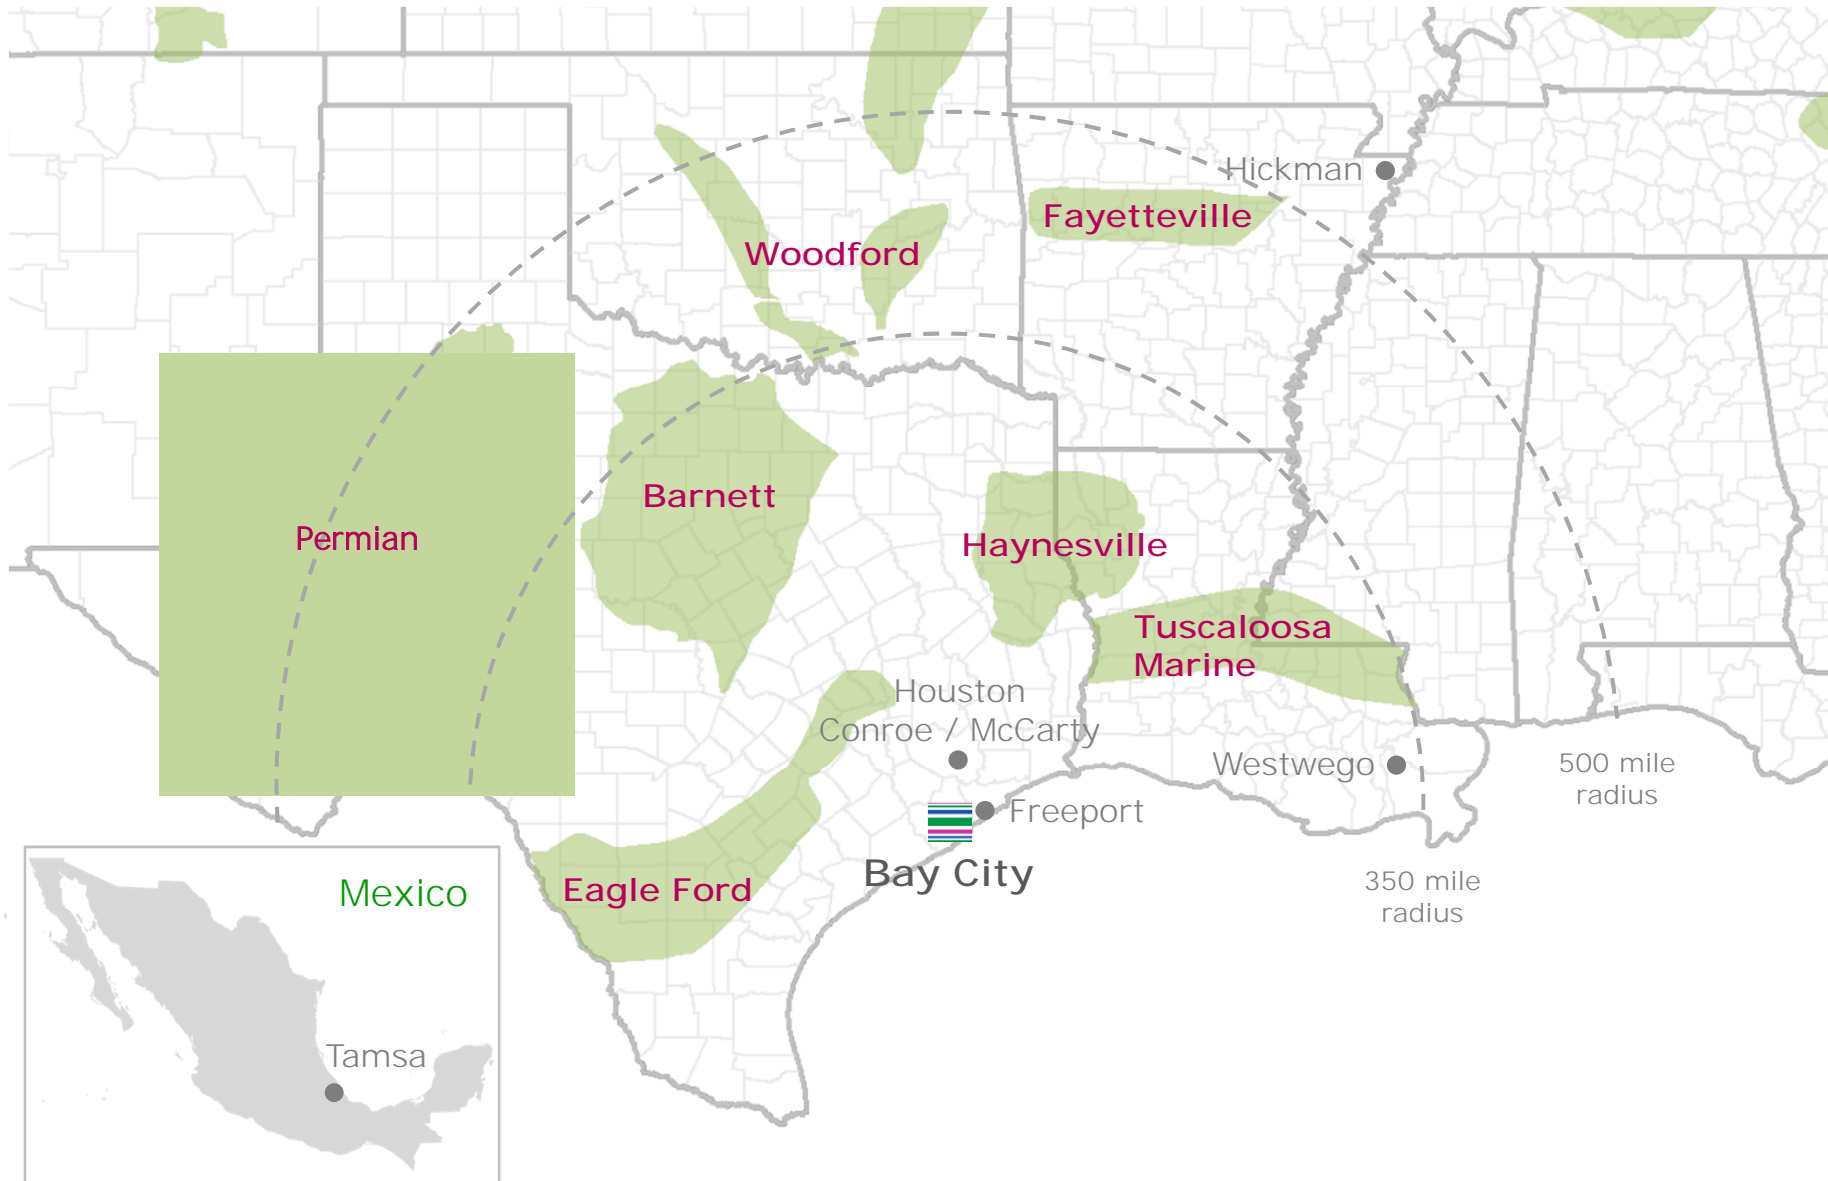 Hickman
Fayetteville
Woodford
Barnett
Permian
Haynesville
Tuscaloosa
Marine
Houston
Conroe / McCarty
Westwego
500 mile
radius
Freeport
Bay City
350 mile
radius
Eagle Ford
Mexico
Tamsa